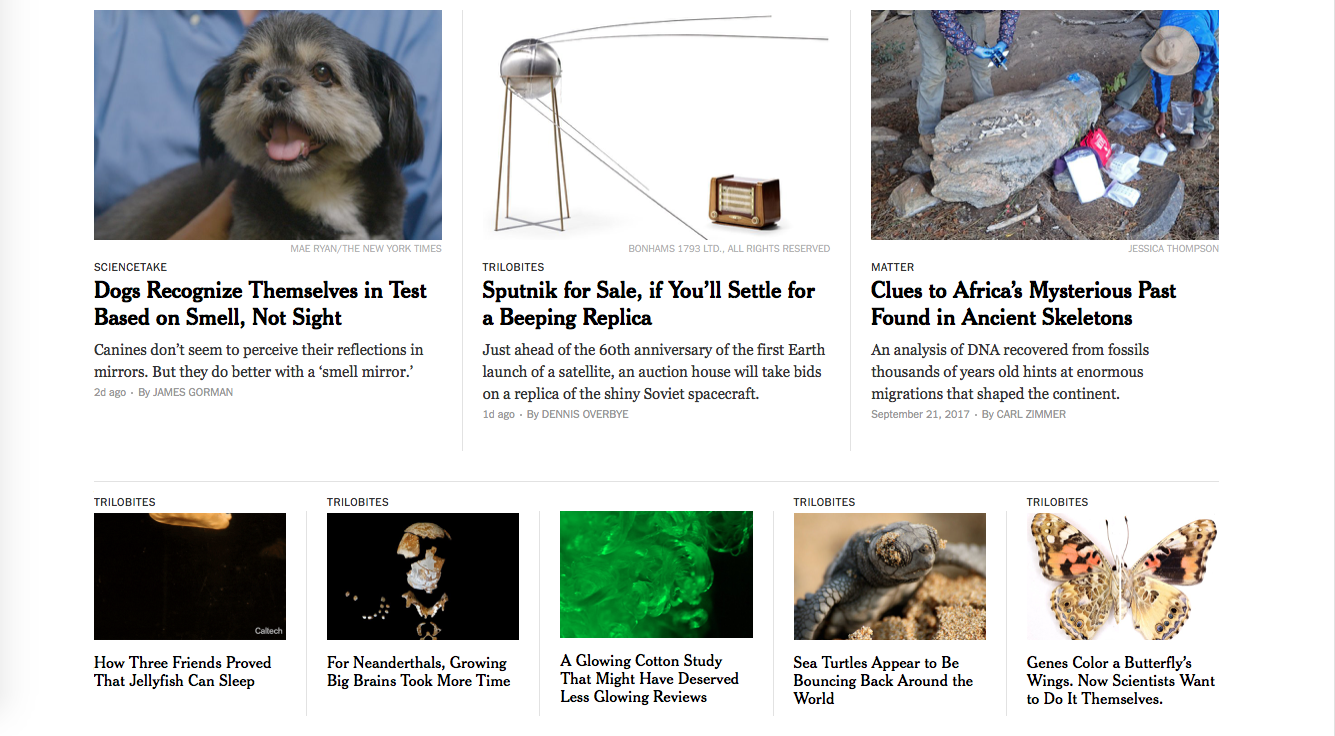 MAE RYAN/THE NEW YORK TIMES
SCIENCETAKE
Dogs Recognize Themselves in Test
Based on Smell, Not Sight
Canines don’t seem to perceive their reflections in
mirrors. But they do better with a ‘smell mirror.’
2d ago · By JAMES GORMAN
BONHAMS 1793 LTD., ALL RIGHTS RESERVED
TRILOBITES
Sputnik for Sale, if You’ll Settle for
a Beeping Replica
Just ahead of the 60th anniversary of the first Earth
launch of a satellite, an auction house will take bids
on a replica of the shiny Soviet spacecraft.
1d ago · By DENNIS OVERBYE
JESSICA THOMPSON
MATTER
Clues to Africa’s Mysterious Past
Found in Ancient Skeletons
An analysis of DNA recovered from fossils
thousands of years old hints at enormous
migrations that shaped the continent.
September 21, 2017 · By CARL ZIMMER
TRILOBITES
Caltech
How Three Friends Proved
That Jellyfish Can Sleep
TRILOBITES
For Neanderthals, Growing
Big Brains Took More Time
A Glowing Cotton Study
That Might Have Deserved
Less Glowing Reviews
TRILOBITES
Sea Turtles Appear to Be
Bouncing Back Around the
World
TRILOBITES
Genes Color a Butterfly’s
Wings. Now Scientists Want
to Do It Themselves.